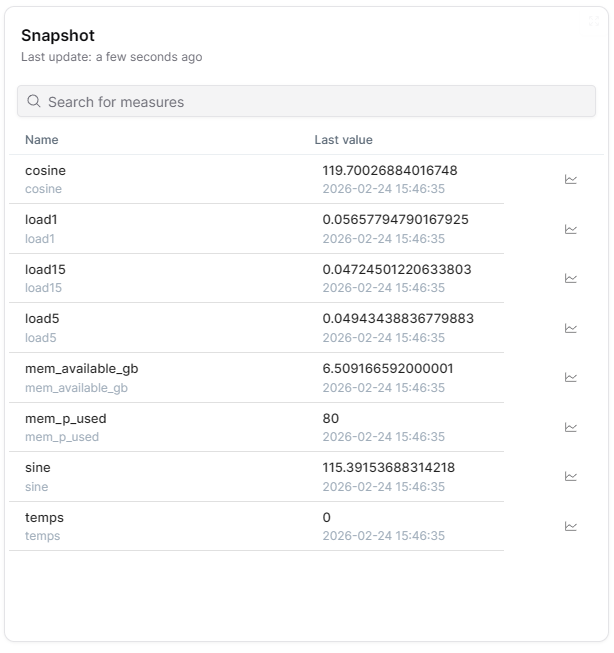 Snapshot
Last update: a few seconds ago
Search for measures
Name Last value
cosine 119.70026884016748
cosine 2026-02-24 15:46:35
load1 0.05657794790167925
load1 2026-02-24 15:46:35
load15 0.04724501220633803
load15 2026-02-24 15:46:35
load5 0.04943438836779883
load5 2026-02-24 15:46:35
mem_available_gb 6.509166592000001
mem_available_gb 2026-02-24 15:46:35
mem_p_used 80
mem_p_used 2026-02-24 15:46:35
sine 115.39153688314218
sine 2026-02-24 15:46:35
temps 0
temps 2026-02-24 15:46:35